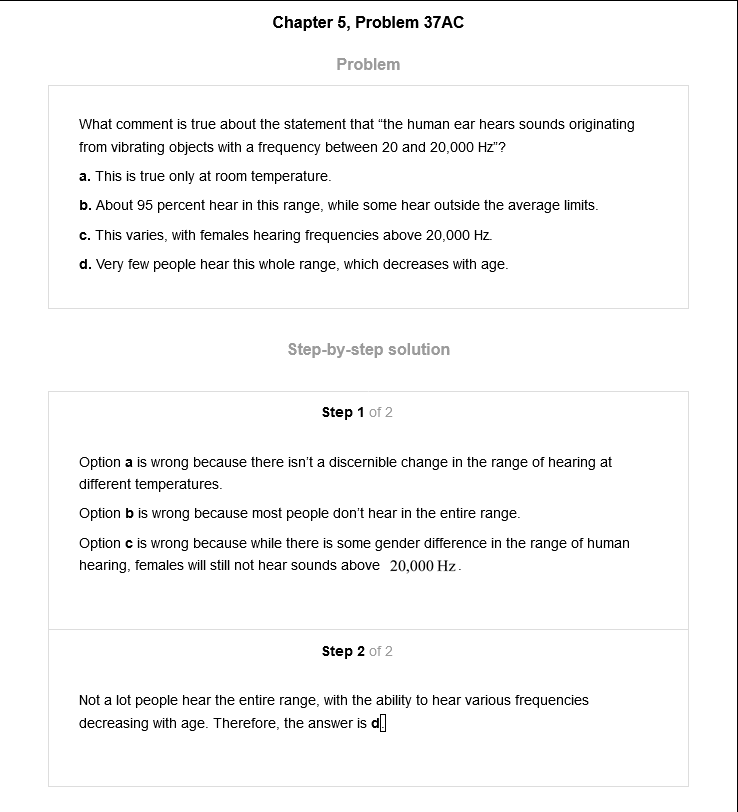 Chapter 5, Problem 37AC
Problem
What comment is true about the statement that “the human ear hears sounds originating
from vibrating objects with a frequency between 20 and 20,000 Hz”?
a. This is true only at room temperature.
b. About 95 percent hear in this range, while some hear outside the average limits.
c. This varies, with females hearing frequencies above 20,000 Hz.
d. Very few people hear this whole range, which decreases with age.
Step-by-step solution
Step 1 of 2
Option a is wrong because there isn’t a discernible change in the range of hearing at
different temperatures.
Option b is wrong because most people don’t hear in the entire range.
Option c is wrong because while there is some gender difference in the range of human
hearing, females will still not hear sounds above 20,000 Hz.
Step 2 of 2
Not a lot people hear the entire range, with the ability to hear various frequencies
decreasing with age. Therefore, the answer is d.